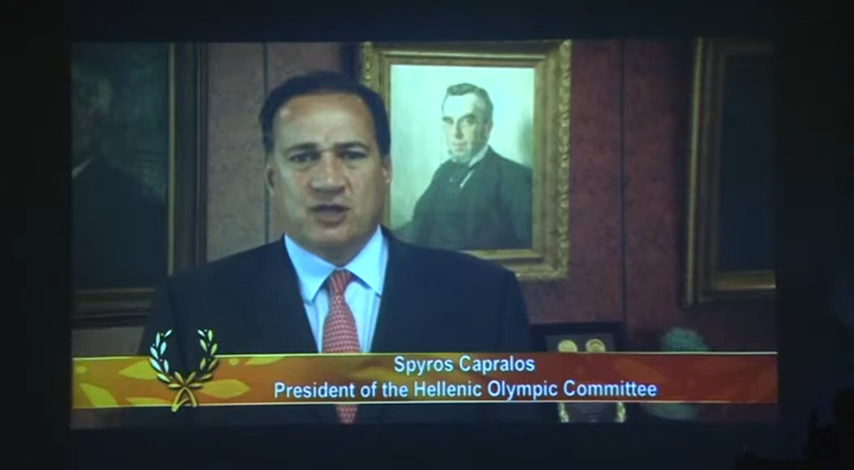 Spyros Capralos
President of the Hellenic Olympic Committee